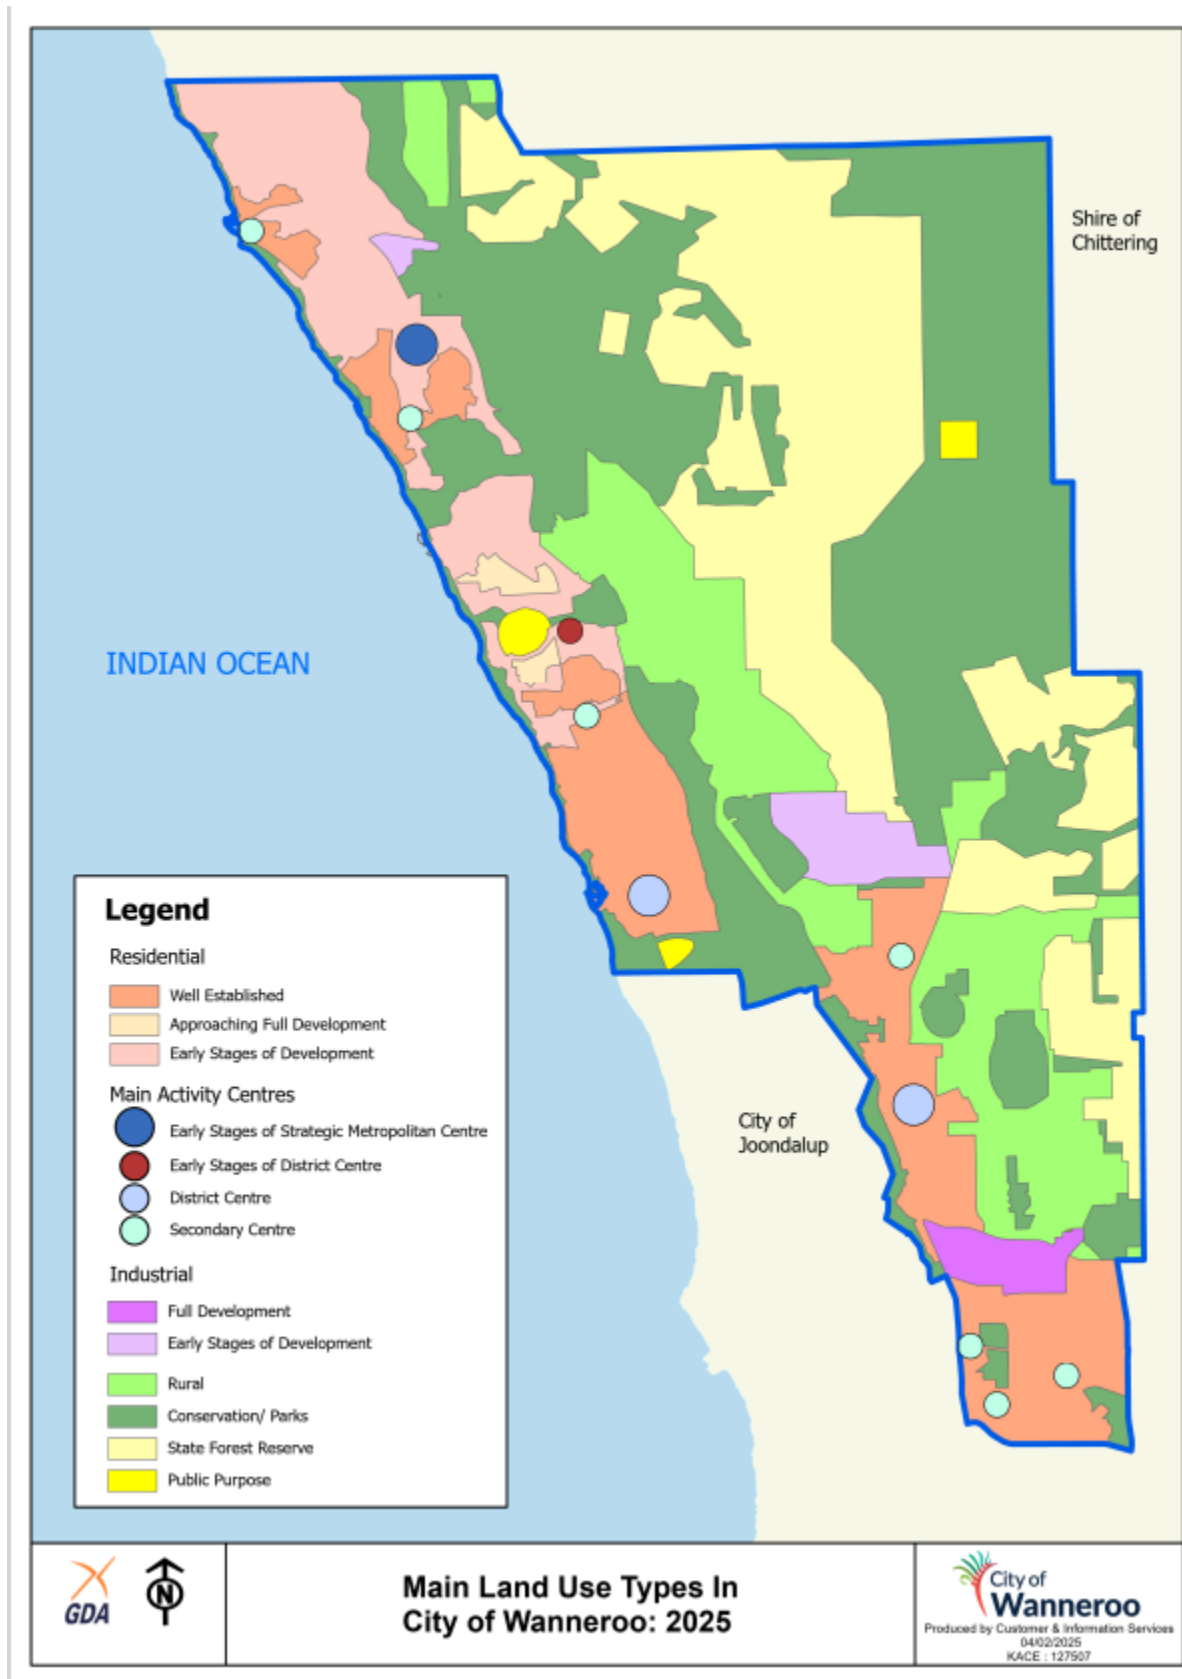 Shire of
Chittering
INDIAN OCEAN
City of
Joondalup
Legend
Residential
Well Established
Approaching Full Development
Early Stages of Development
Main Activity Centres
Early Stages of Strategic Metropolitan Centre
Early Stages of District Centre
District Centre
Secondary Centre
Industrial
Full Development
Early Stages of Development
Rural
Conservation/ Parks
State Forest Reserve
Public Purpose
GDA
N
Main Land Use Types In
City of Wanneroo: 2025
City of
Wanneroo
Produced by Customer & Information Services
04/02/2025
KACE : 127507